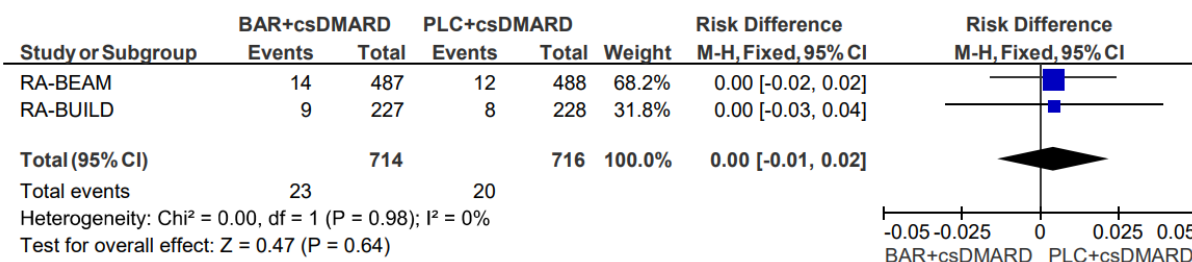 BAR+csDMARD PLC+csDMARD Risk Difference Risk Difference
Study or Subgroup Events Total Events Total Weight M-H, Fixed, 95% CI M-H, Fixed, 95% CI
RA-BEAM 14 487 12 488 68.2% 0.00 [-0.02, 0.02]
RA-BUILD 9 227 8 228 31.8% 0.00 [-0.03, 0.04]
Total (95% CI) 714 716 100.0% 0.00 [-0.01, 0.02]
Total events 23 20
Heterogeneity: Chi² = 0.00, df = 1 (P = 0.98); I² = 0%
Test for overall effect: Z = 0.47 (P = 0.64)
-0.05 -0.025 0 0.025 0.05
BAR+csDMARD PLC+csDMARD